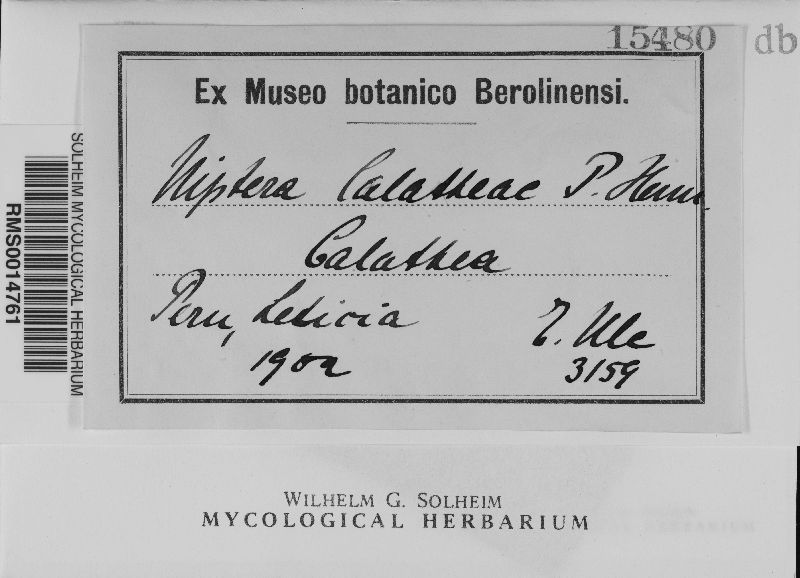 15480 db
Ex Museo botanico Berolinensi.
Niptera Calatheae P. Henn.
Calathea
Peru, Leticia
E. Ule
1902
3159
SOLHEIM MYCOLOGICAL HERBARIUM
RMS0014761
WILHELM G. SOLHEIM
MYCOLOGICAL HERBARIUM